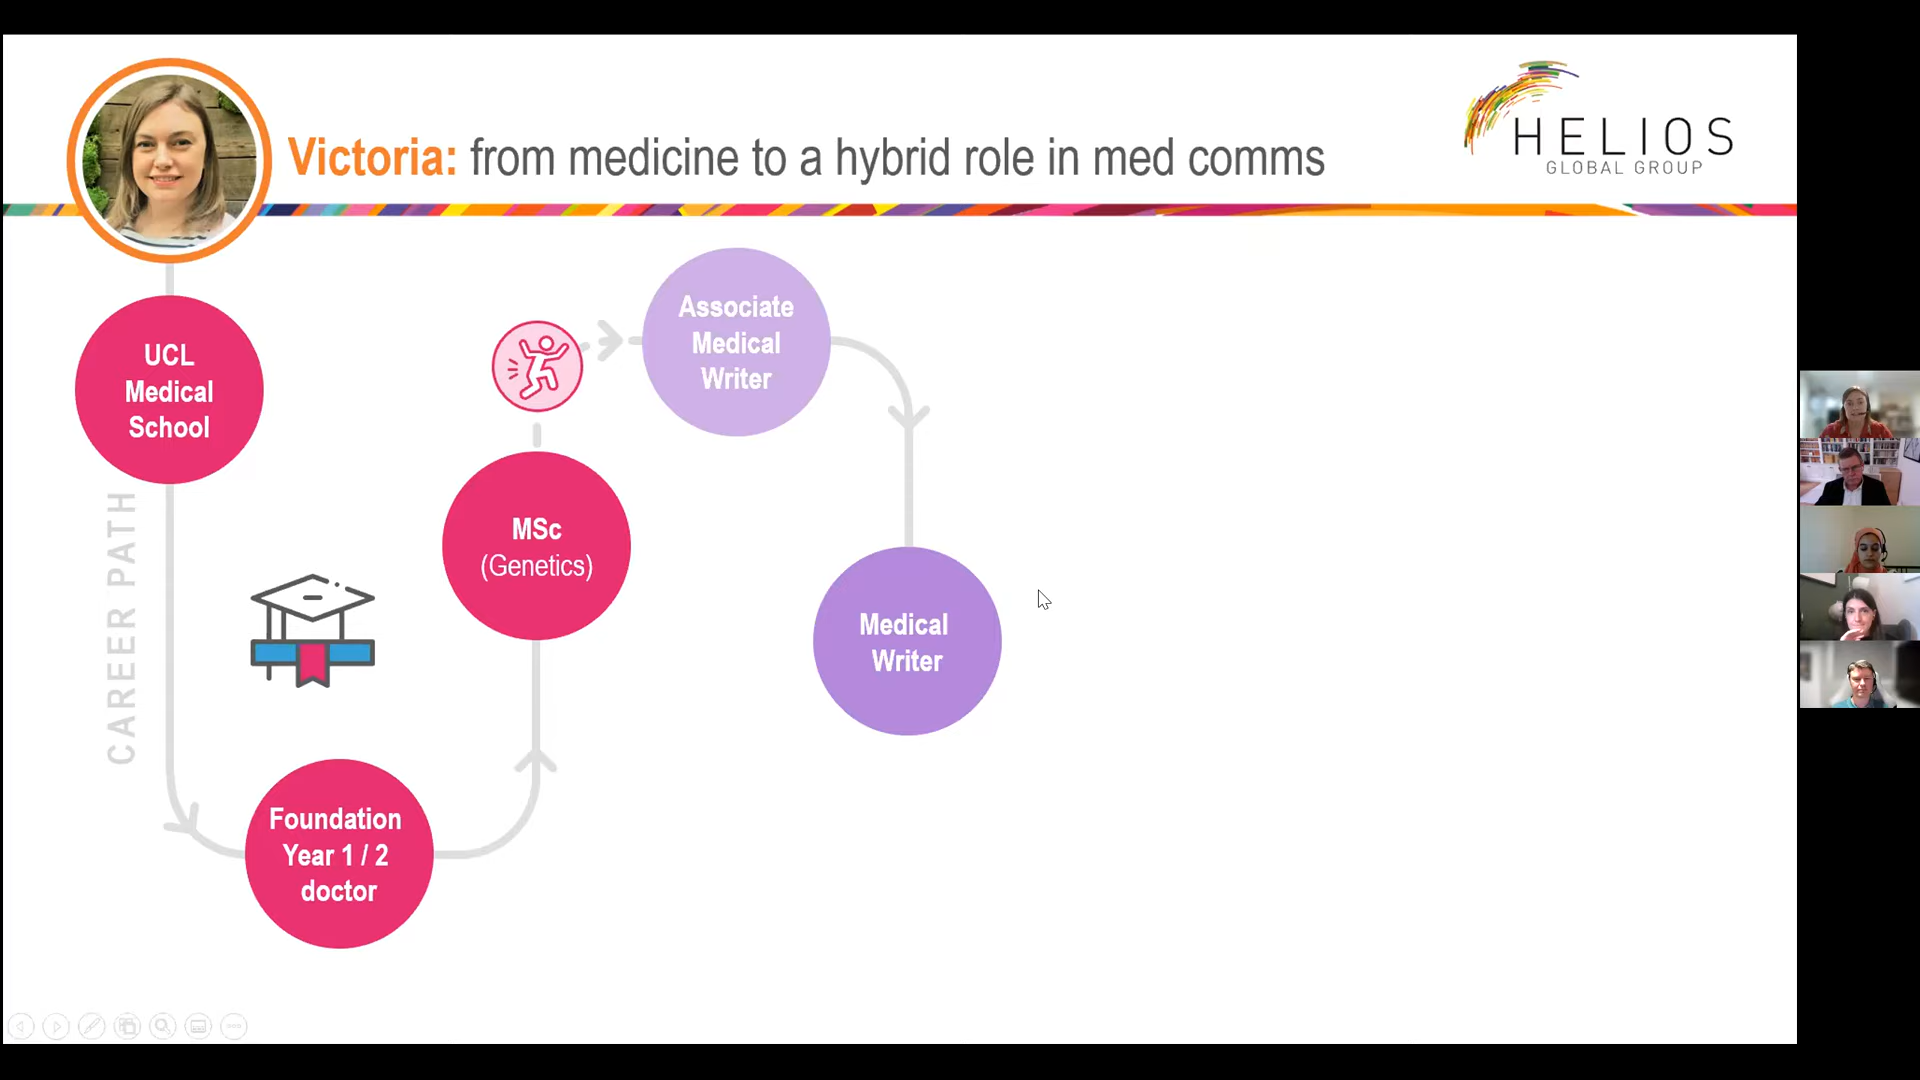 Victoria: from medicine to a hybrid role in med comms
HELIOS
GLOBAL GROUP
CAREER PATH
UCL
Medical
School
Foundation
Year 1 / 2
doctor
MSc
(Genetics)
Associate
Medical
Writer
Medical
Writer